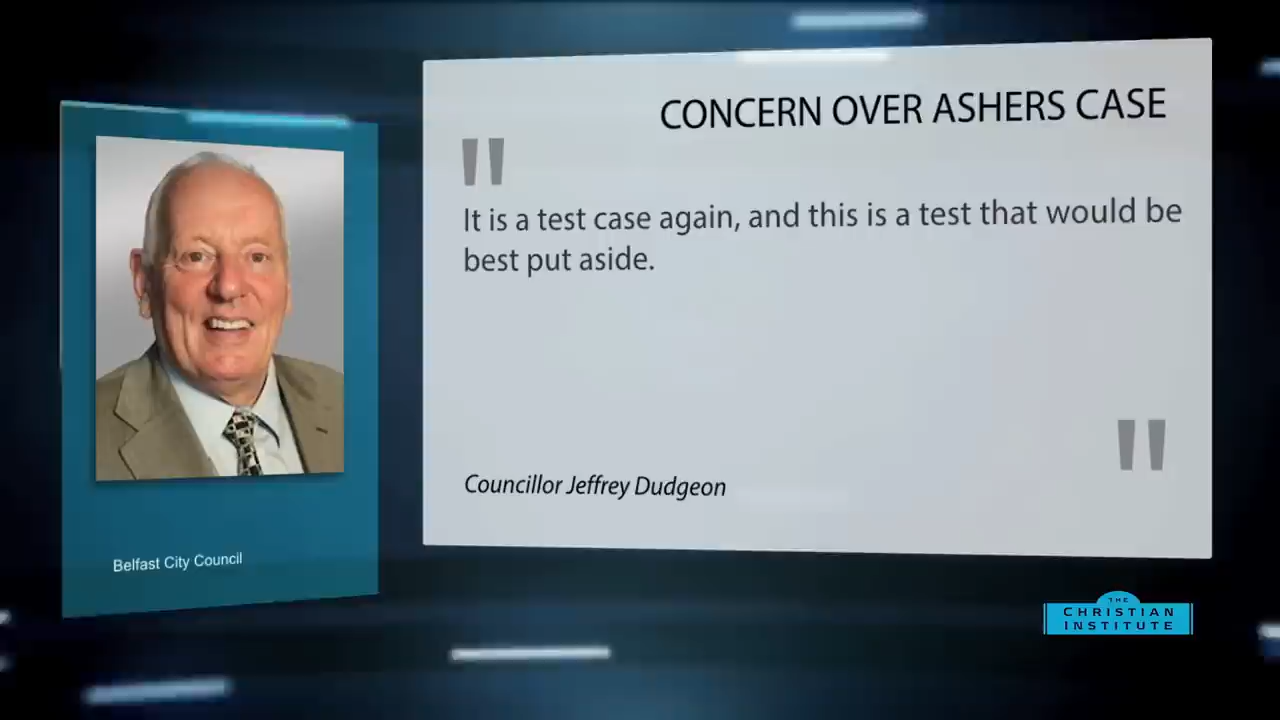 CONCERN OVER ASHERS CASE
"
It is a test case again, and this is a test that would be
best put aside.
"
Councillor Jeffrey Dudgeon
Belfast City Council
THE
CHRISTIAN
INSTITUTE